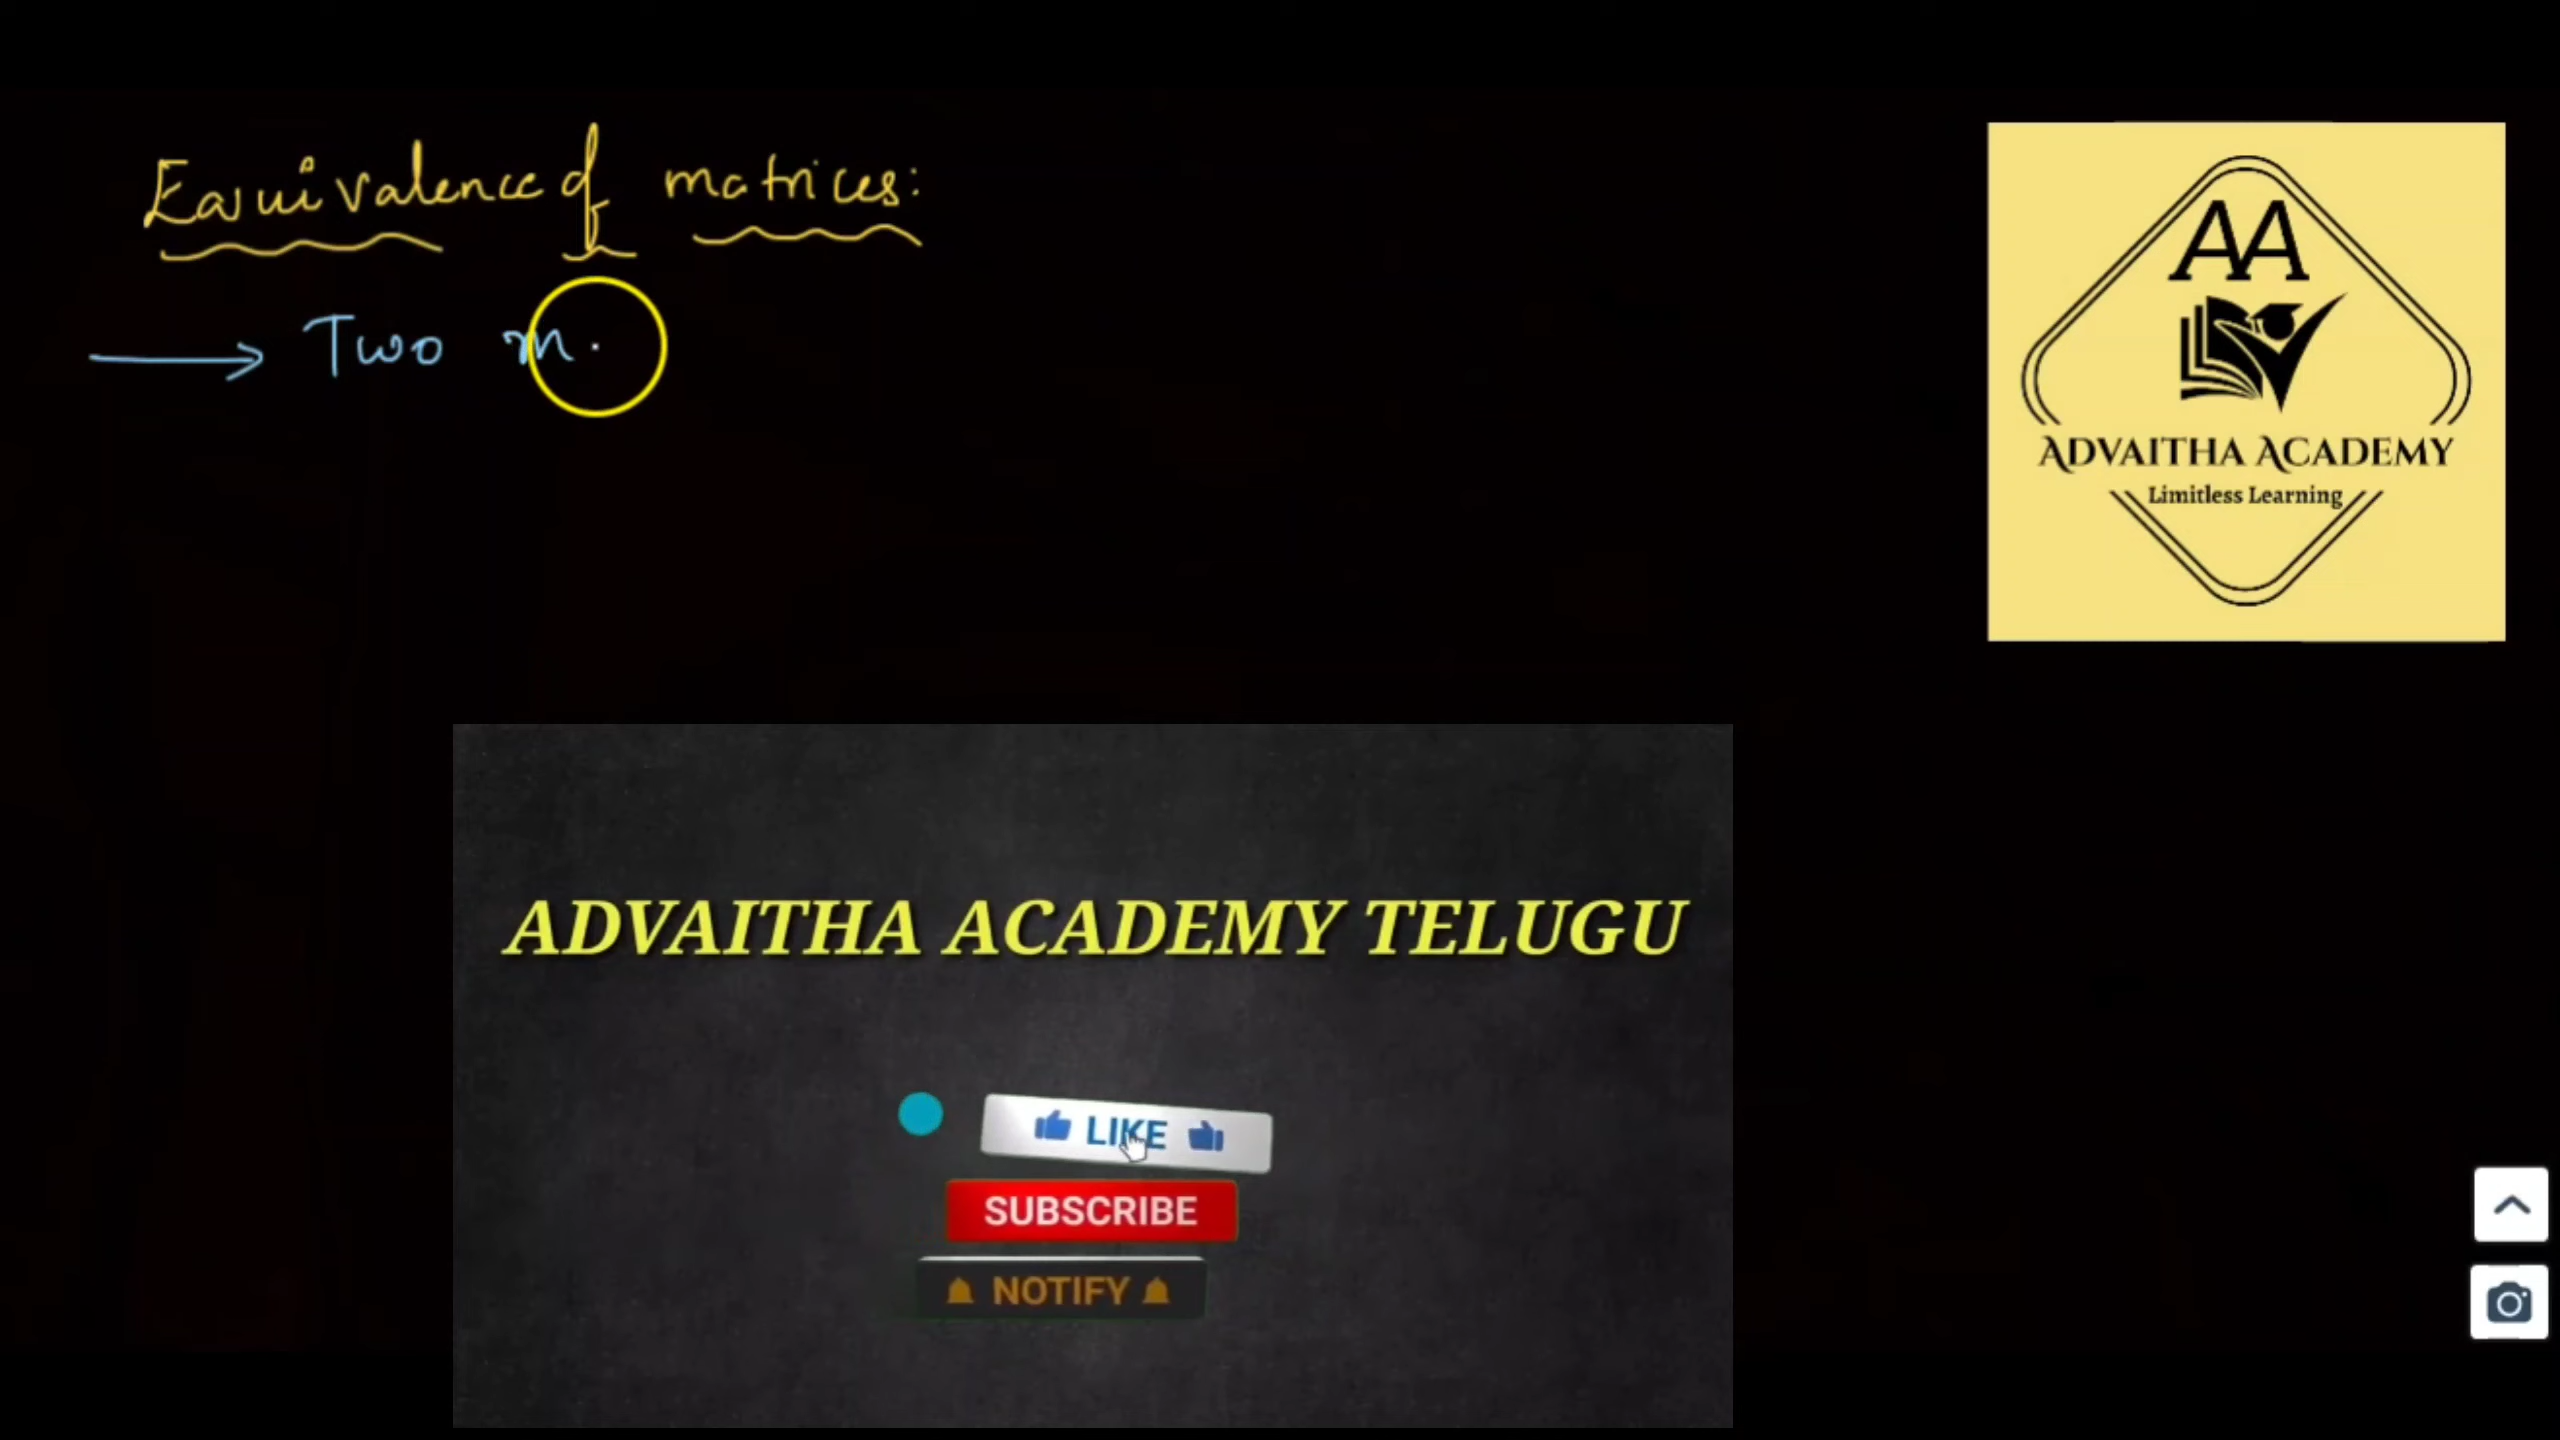 Equivalence of matrices:
→ Two m
AA
ADVAITHA ACADEMY
Limitless Learning
ADVAITHA ACADEMY TELUGU
LIKE
SUBSCRIBE
NOTIFY